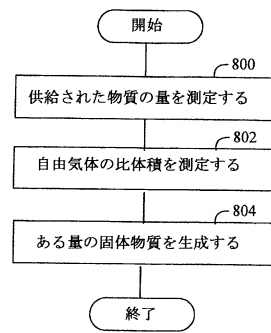 開始
800
供給された物質の量を測定する
802
自由気体の比体積を測定する
804
ある量の固体物質を生成する
終了